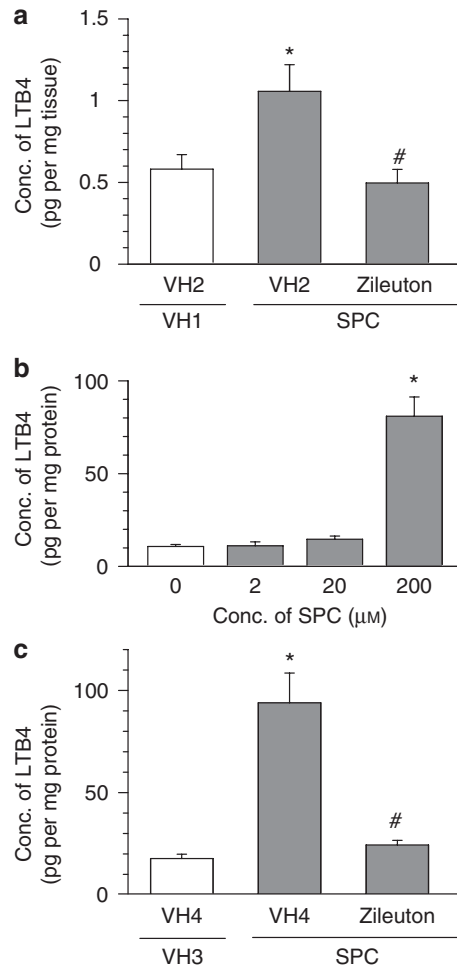 a
Conc. of LTB4
(pg per mg tissue)
1.5
1
0.5
0
*
#
VH2 VH2 Zileuton
VH1 SPC
b
Conc. of LTB4
(pg per mg protein)
100
50
0
*
0 2 20 200
Conc. of SPC (μM)
c
Conc. of LTB4
(pg per mg protein)
100
50
0
*
#
VH4 VH4 Zileuton
VH3 SPC